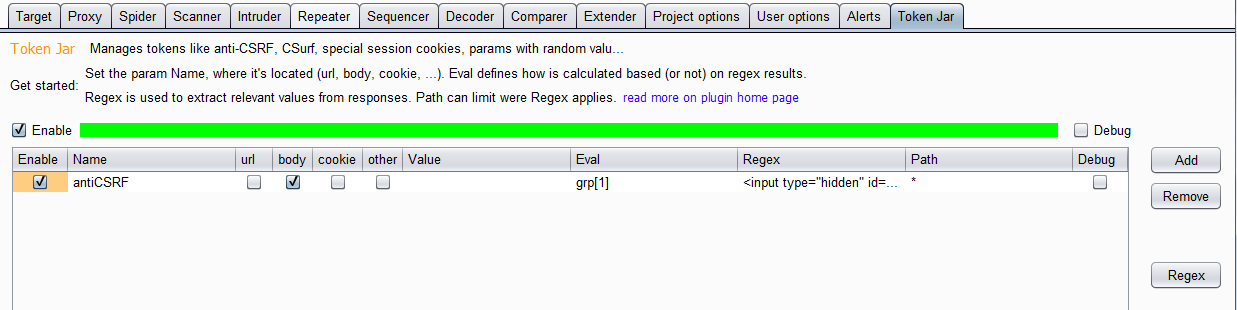 Target Proxy Spider Scanner Intruder Repeater Sequencer Decoder Comparer Extender Project options User options Alerts Token Jar
Token Jar Manages tokens like anti-CSRF, CSurf, special session cookies, params with random valu...
Get started: Set the param Name, where it's located (url, body, cookie, ...). Eval defines how is calculated based (or not) on regex results.
Regex is used to extract relevant values from responses. Path can limit were Regex applies. read more on plugin home page
Enable Debug
Enable Name url body cookie other Value Eval Regex Path Debug
antiCSRF grp[1] <input type="hidden" id=... *
Add
Remove
Regex